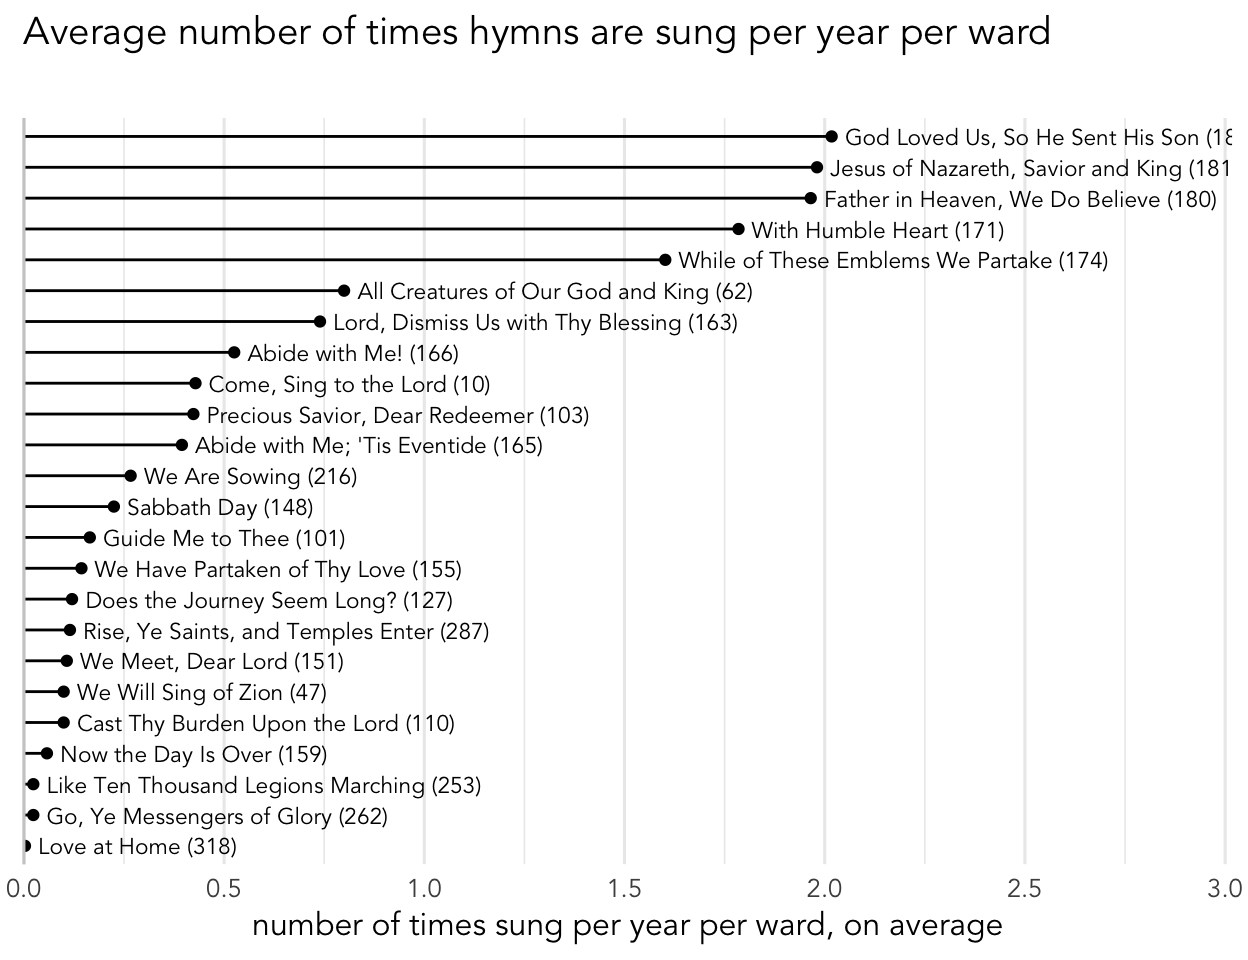 Average number of times hymns are sung per year per ward
God Loved Us, So He Sent His Son (18
Jesus of Nazareth, Savior and King (181
Father in Heaven, We Do Believe (180)
With Humble Heart (171)
While of These Emblems We Partake (174)
All Creatures of Our God and King (62)
Lord, Dismiss Us with Thy Blessing (163)
Abide with Me! (166)
Come, Sing to the Lord (10)
Precious Savior, Dear Redeemer (103)
Abide with Me; 'Tis Eventide (165)
We Are Sowing (216)
Sabbath Day (148)
Guide Me to Thee (101)
We Have Partaken of Thy Love (155)
Does the Journey Seem Long? (127)
Rise, Ye Saints, and Temples Enter (287)
We Meet, Dear Lord (151)
We Will Sing of Zion (47)
Cast Thy Burden Upon the Lord (110)
Now the Day Is Over (159)
Like Ten Thousand Legions Marching (253)
Go, Ye Messengers of Glory (262)
Love at Home (318)
0.0 0.5 1.0 1.5 2.0 2.5 3.0
number of times sung per year per ward, on average